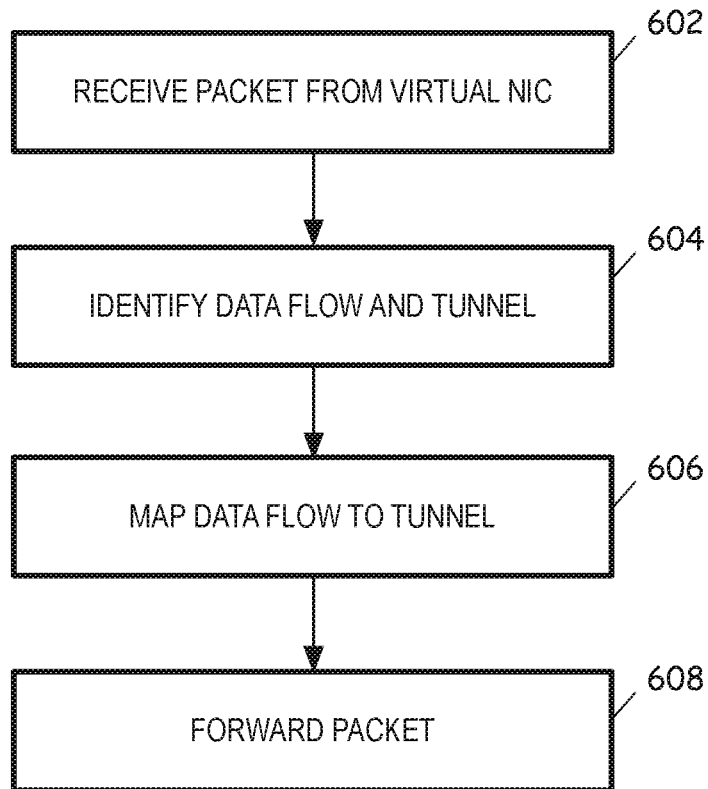 602
RECEIVE PACKET FROM VIRTUAL NIC
604
IDENTIFY DATA FLOW AND TUNNEL
606
MAP DATA FLOW TO TUNNEL
608
FORWARD PACKET